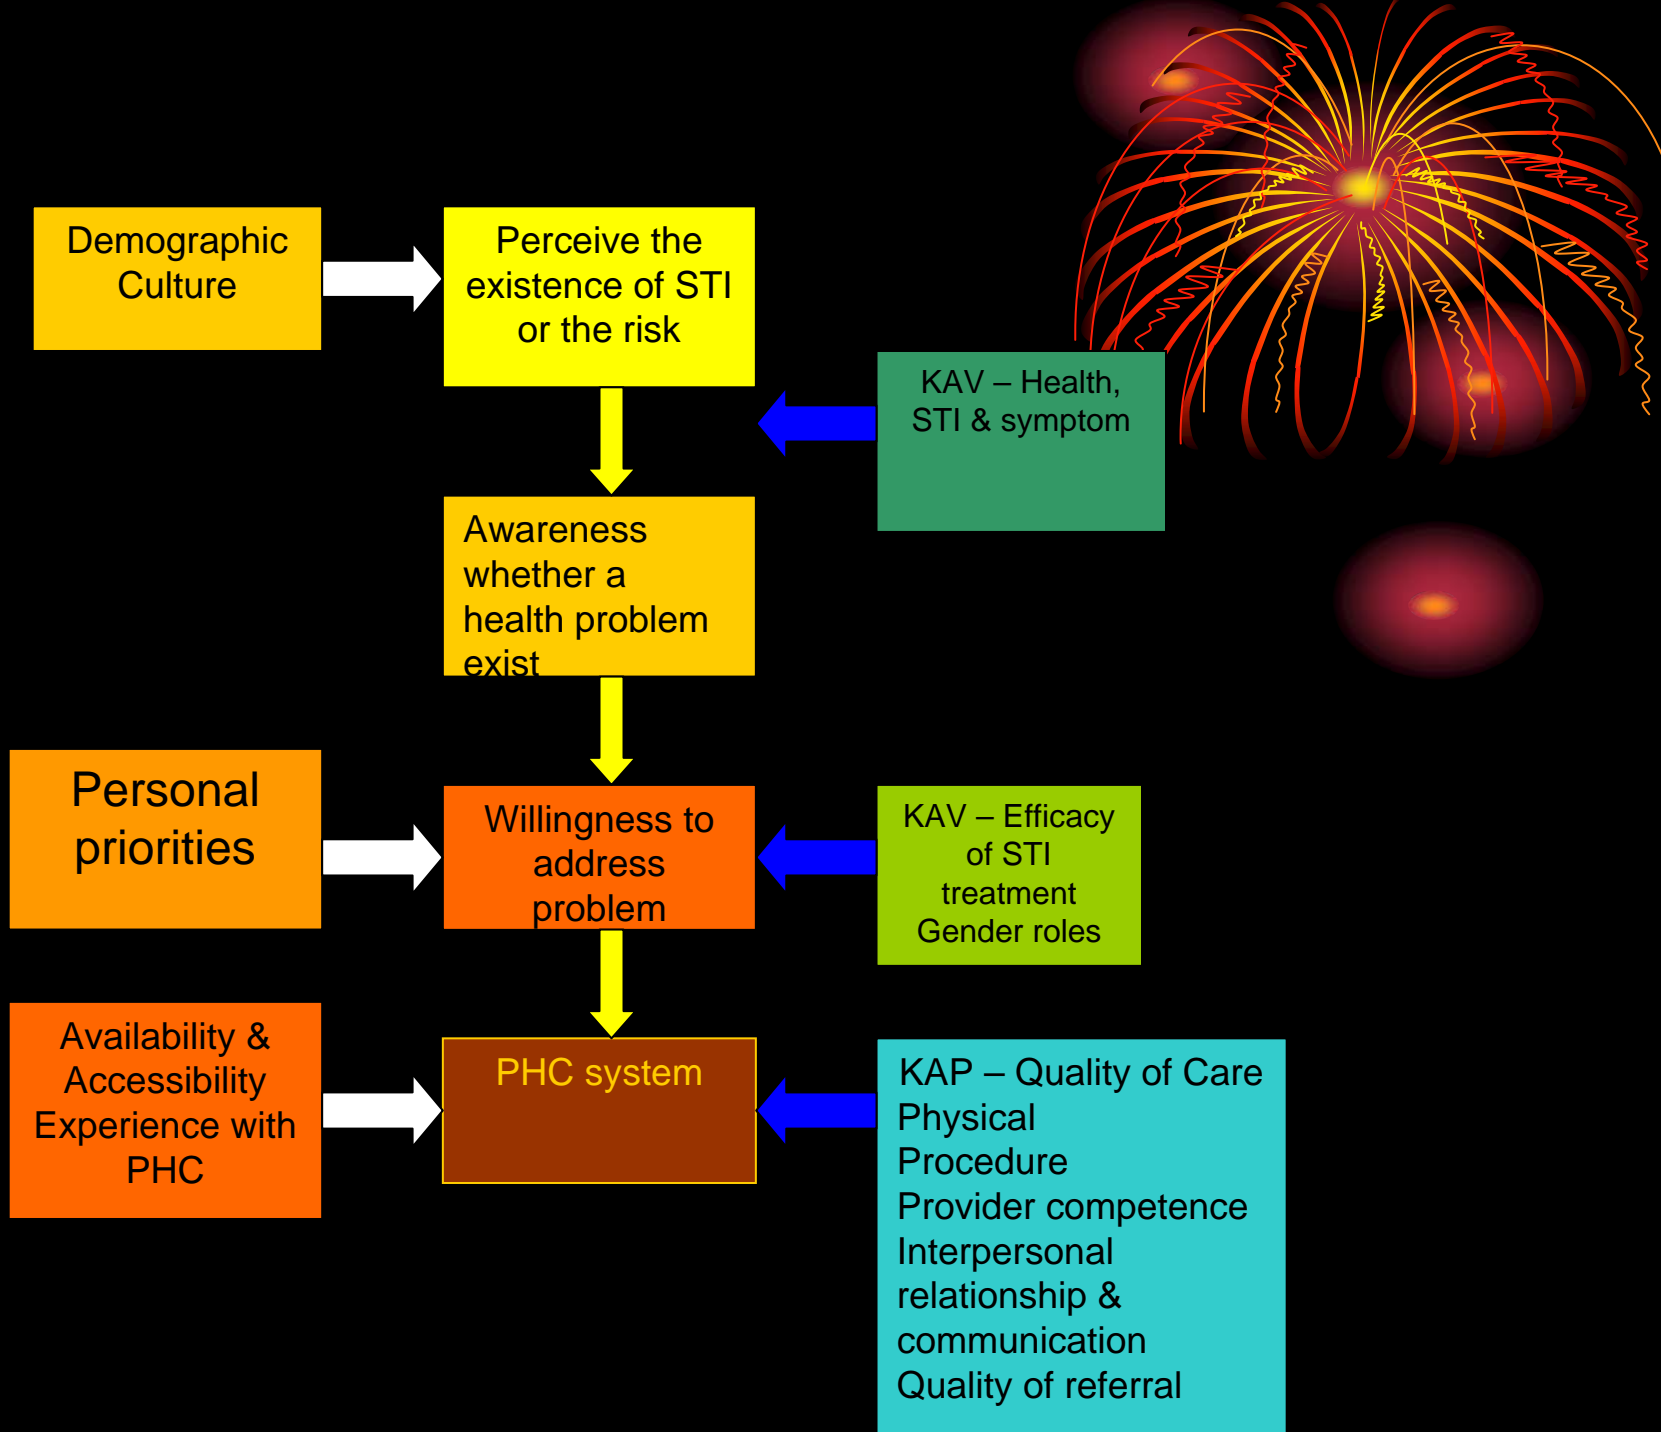 Demographic
Culture
Perceive the
existence of STI
or the risk
KAV – Health,
STI & symptom
Awareness
whether a
health problem
exist
Personal
priorities
Willingness to
address
problem
KAV – Efficacy
of STI
treatment
Gender roles
Availability &
Accessibility
Experience with
PHC
PHC system
KAP – Quality of Care
Physical
Procedure
Provider competence
Interpersonal
relationship &
communication
Quality of referral